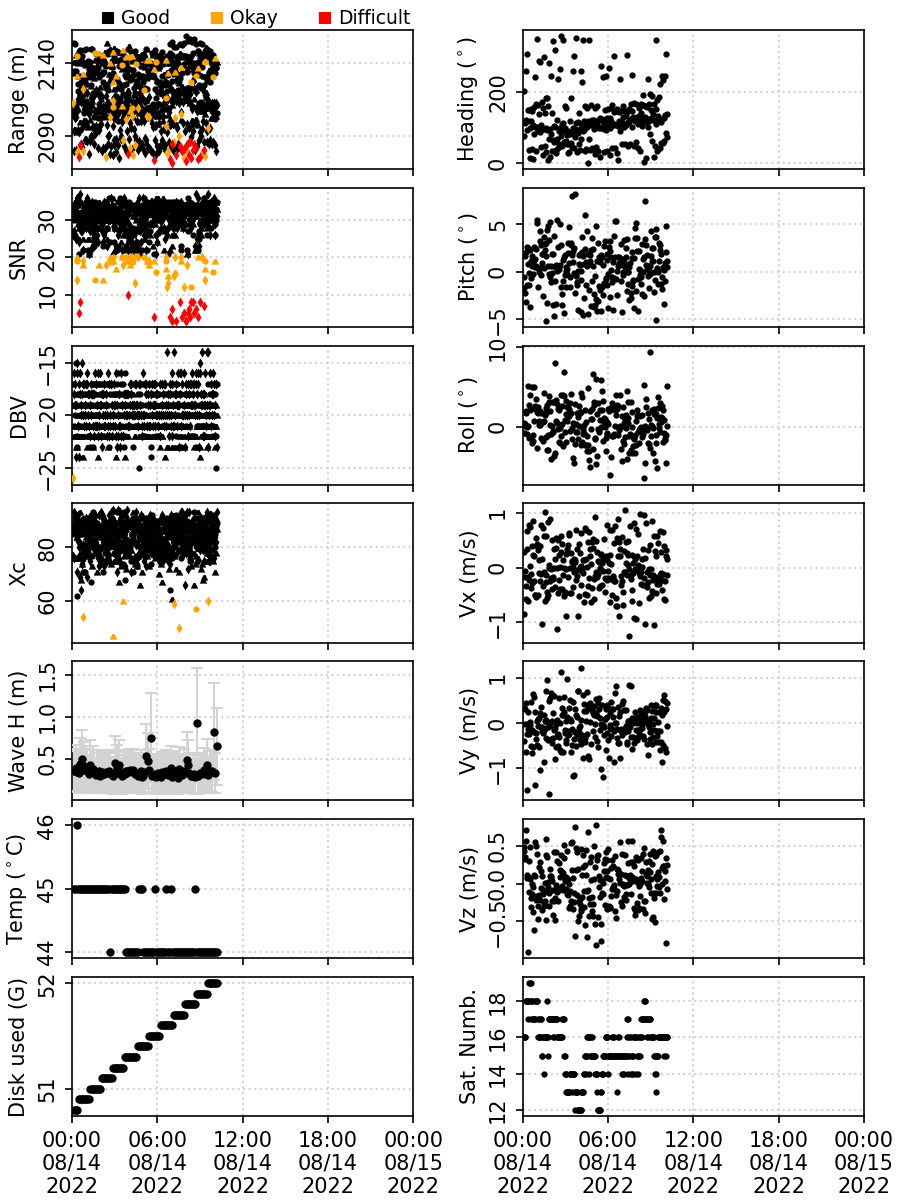 Good Okay Difficult
Range (m)
2140
2090
Heading (°)
200
0
SNR
30
20
10
Pitch (°)
5
0
−5
DBV
−15
−20
−25
Roll (°)
10
0
Xc
80
60
Vx (m/s)
1
0
−1
Wave H (m)
1.5
1.0
0.5
Vy (m/s)
1
0
−1
Temp (°C)
46
45
44
Vz (m/s)
0.5
0.0
−0.5
Disk used (G)
52
51
Sat. Numb.
18
16
14
12
00:00 06:00 12:00 18:00 00:00 00:00 06:00 12:00 18:00 00:00
08/14 08/14 08/14 08/14 08/15 08/14 08/14 08/14 08/14 08/15
2022 2022 2022 2022 2022 2022 2022 2022 2022 2022